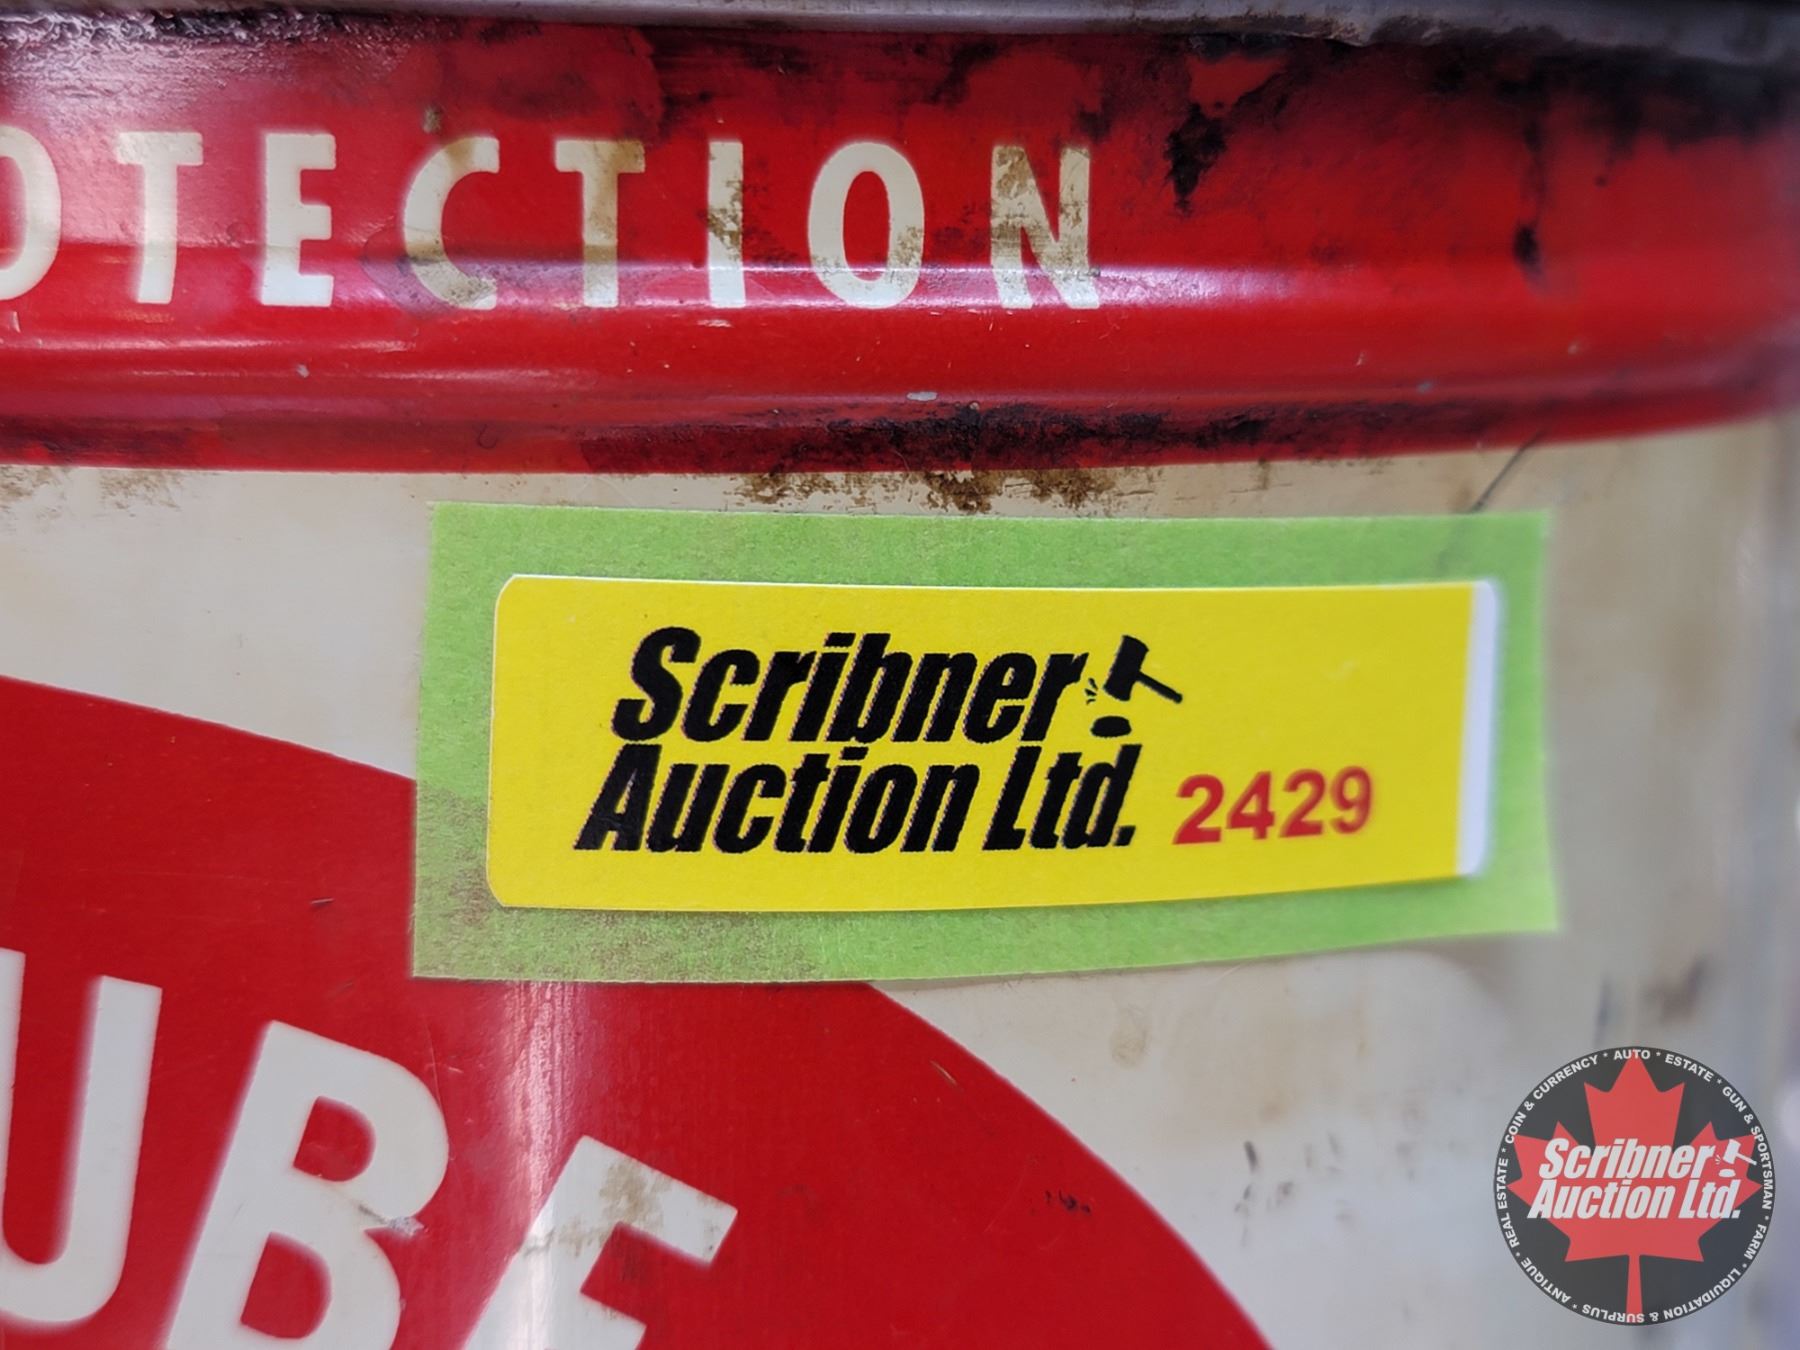 OTECTION
Scribner
Auction Ltd. 2429
UBE
COIN & CURRENCY * AUTO * ESTATE * GUN & SPORTSMAN * FARM * LIQUIDATION & SURPLUS * ANTIQUE * REAL ESTATE *
Scribner
Auction Ltd.